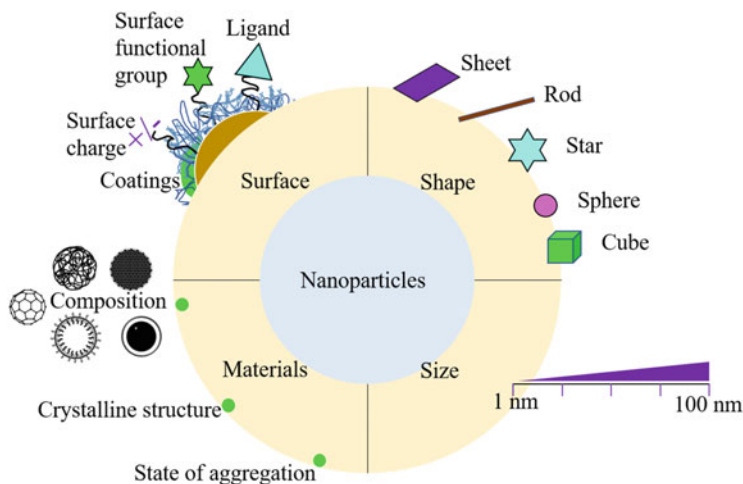 Surface
functional
group
Ligand
Surface
charge
Coatings
Sheet
Rod
Star
Sphere
Cube
Surface
Shape
Nanoparticles
Composition
Materials
Size
1 nm
100 nm
Crystalline structure
State of aggregation